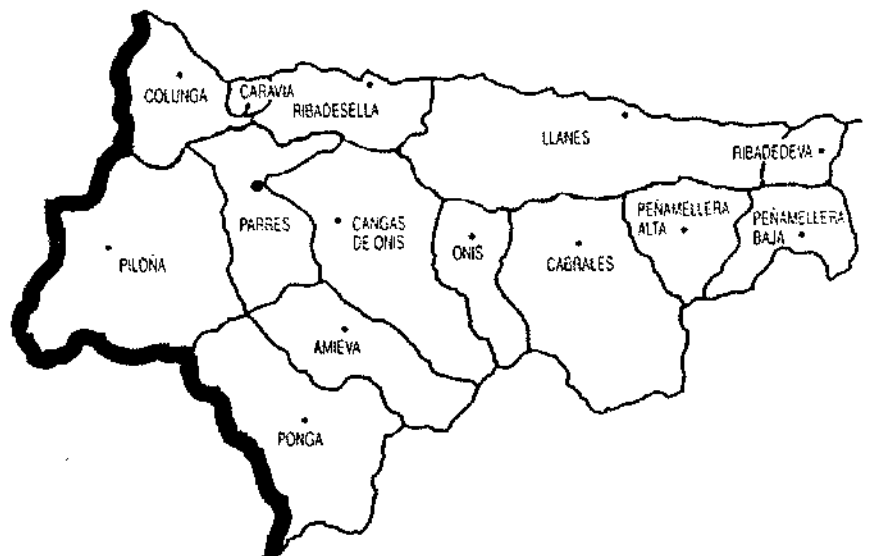 COLUNGA
CARAVIA
RIBADESELLA
LLANES
RIBADEDEVA
PARRES
CANGAS
DE ONIS
ONIS
PEÑAMELLERA
ALTA
PEÑAMELLERA
BAJA
PILOÑA
CABRALES
AMIEVA
PONGA